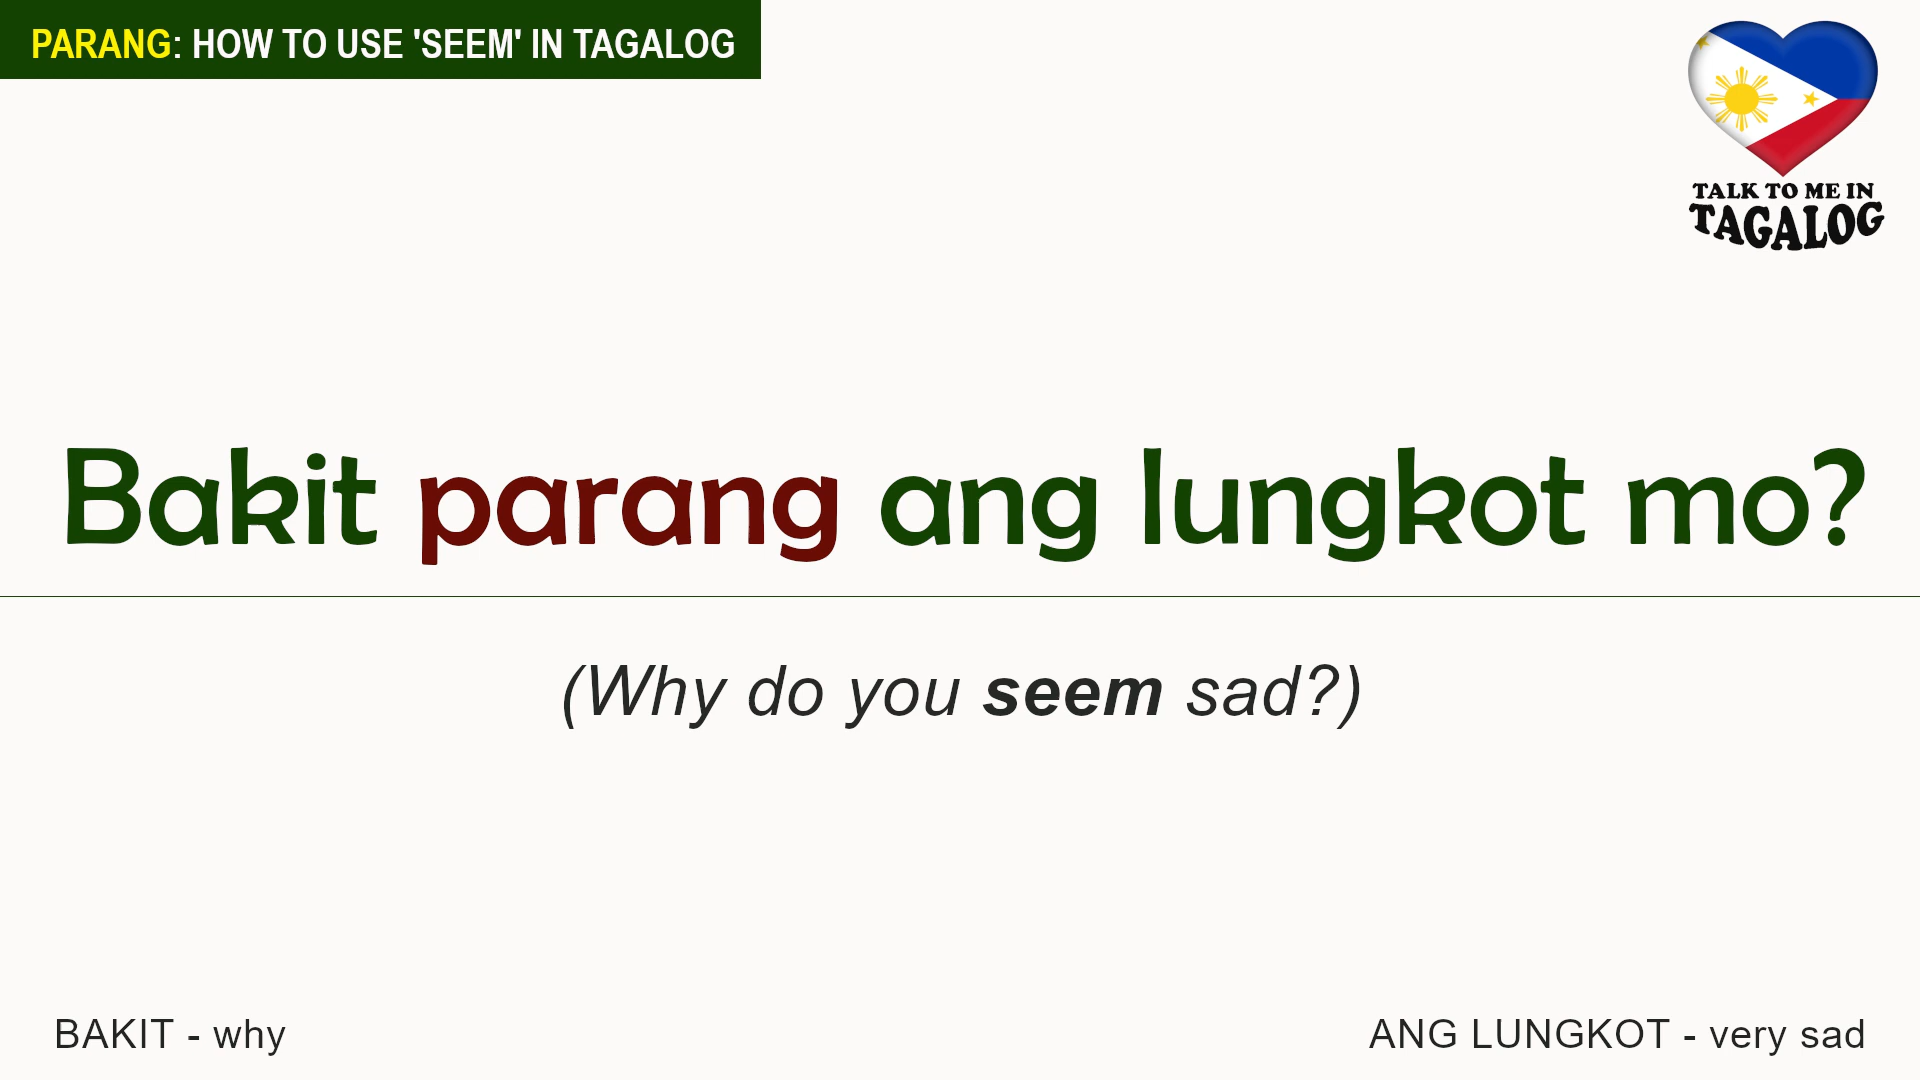 PARANG: HOW TO USE 'SEEM' IN TAGALOG
TALK TO ME IN
TAGALOG
Bakit parang ang lungkot mo?
(Why do you seem sad?)
BAKIT - why
ANG LUNGKOT - very sad